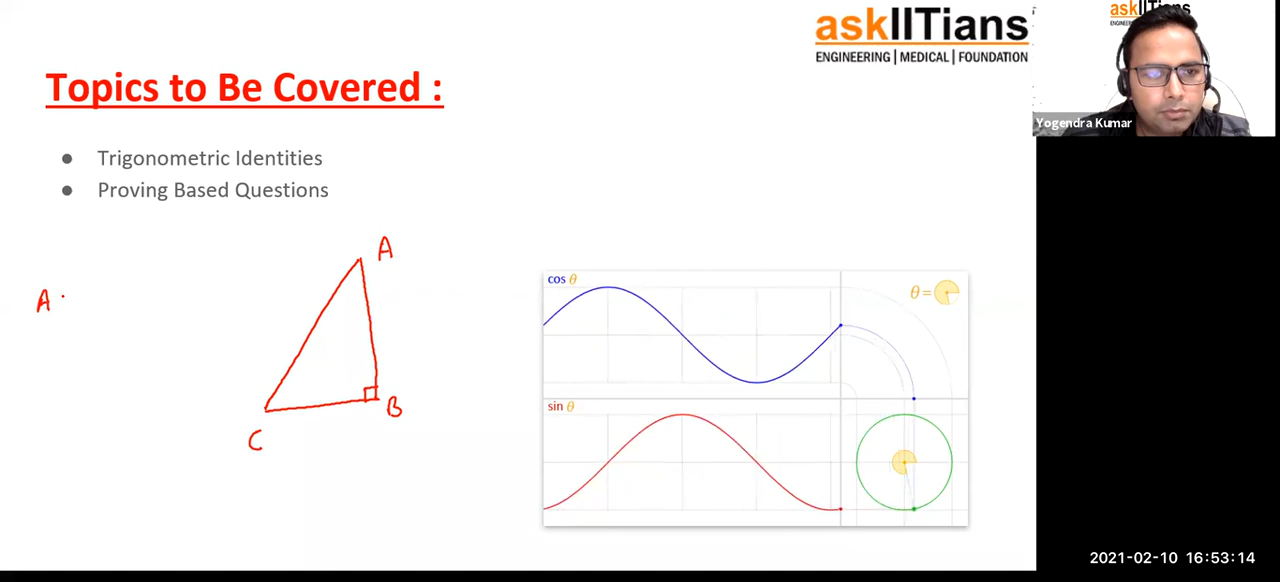 askIITians
ENGINEERING | MEDICAL | FOUNDATION
askIITians
Yogendra Kumar
Topics to Be Covered :
● Trigonometric Identities
● Proving Based Questions
A
A
B
C
cos θ
θ =
sin θ
2021-02-10 16:53:14